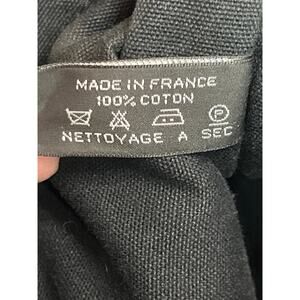 MADE IN FRANCE
100% COTON
P
NETTOYAGE A SEC